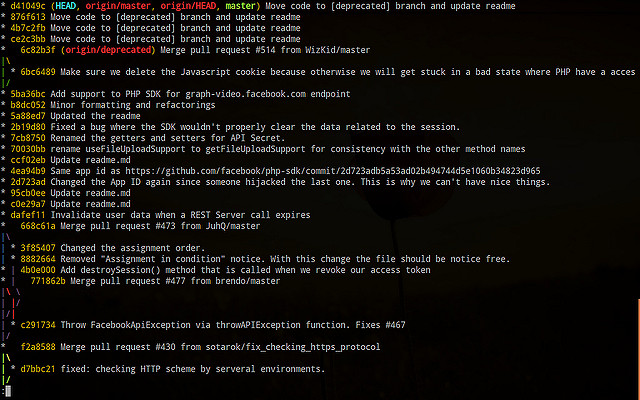 * d41049c (HEAD, origin/master, origin/HEAD, master) Move code to [deprecated] branch and update readme
* 876f613 Move code to [deprecated] branch and update readme
* 4b7c2fb Move code to [deprecated] branch and update readme
* ce2c3bb Move code to [deprecated] branch and update readme
*   6c82b3f (origin/deprecated) Merge pull request #514 from WizKid/master
|\
| * 6bc6489 Make sure we delete the Javascript cookie because otherwise we will get stuck in a bad state where PHP have a acces
|/
* 5ba36bc Add support to PHP SDK for graph-video.facebook.com endpoint
* b8dc052 Minor formatting and refactorings
* 5a88ed7 Updated the readme
* 2b19d80 Fixed a bug where the SDK wouldn't properly clear the data related to the session.
* 7cb8750 Renamed the getters and setters for API Secret.
* 70030bb rename useFileUploadSupport to getFileUploadSupport for consistency with the other method names
* ccf02eb Update readme.md
* 4ea94b9 Same app id as https://github.com/facebook/php-sdk/commit/2d723adb5a53ad02b494744d5e1060b34823d965
* 2d723ad Changed the App ID again since someone hijacked the last one. This is why we can't have nice things.
* 95cb0ee Update readme.md
* c0e29a7 Update readme.md
* dafef11 Invalidate user data when a REST Server call expires
*   668c61a Merge pull request #473 from JuhQ/master
|\
| * 3f85407 Changed the assignment order.
| * 8882664 Removed "Assignment in condition" notice. With this change the file should be notice free.
* | 4b0e000 Add destroySession() method that is called when we revoke our access token
* |   771862b Merge pull request #477 from brendo/master
|\ \
| |/
|/|
| * c291734 Throw FacebookApiException via throwAPIException function. Fixes #467
|/
*   f2a8588 Merge pull request #430 from sotarok/fix_checking_https_protocol
|\
| * d7bbc21 fixed: checking HTTP scheme by serveral environments.
|/
: